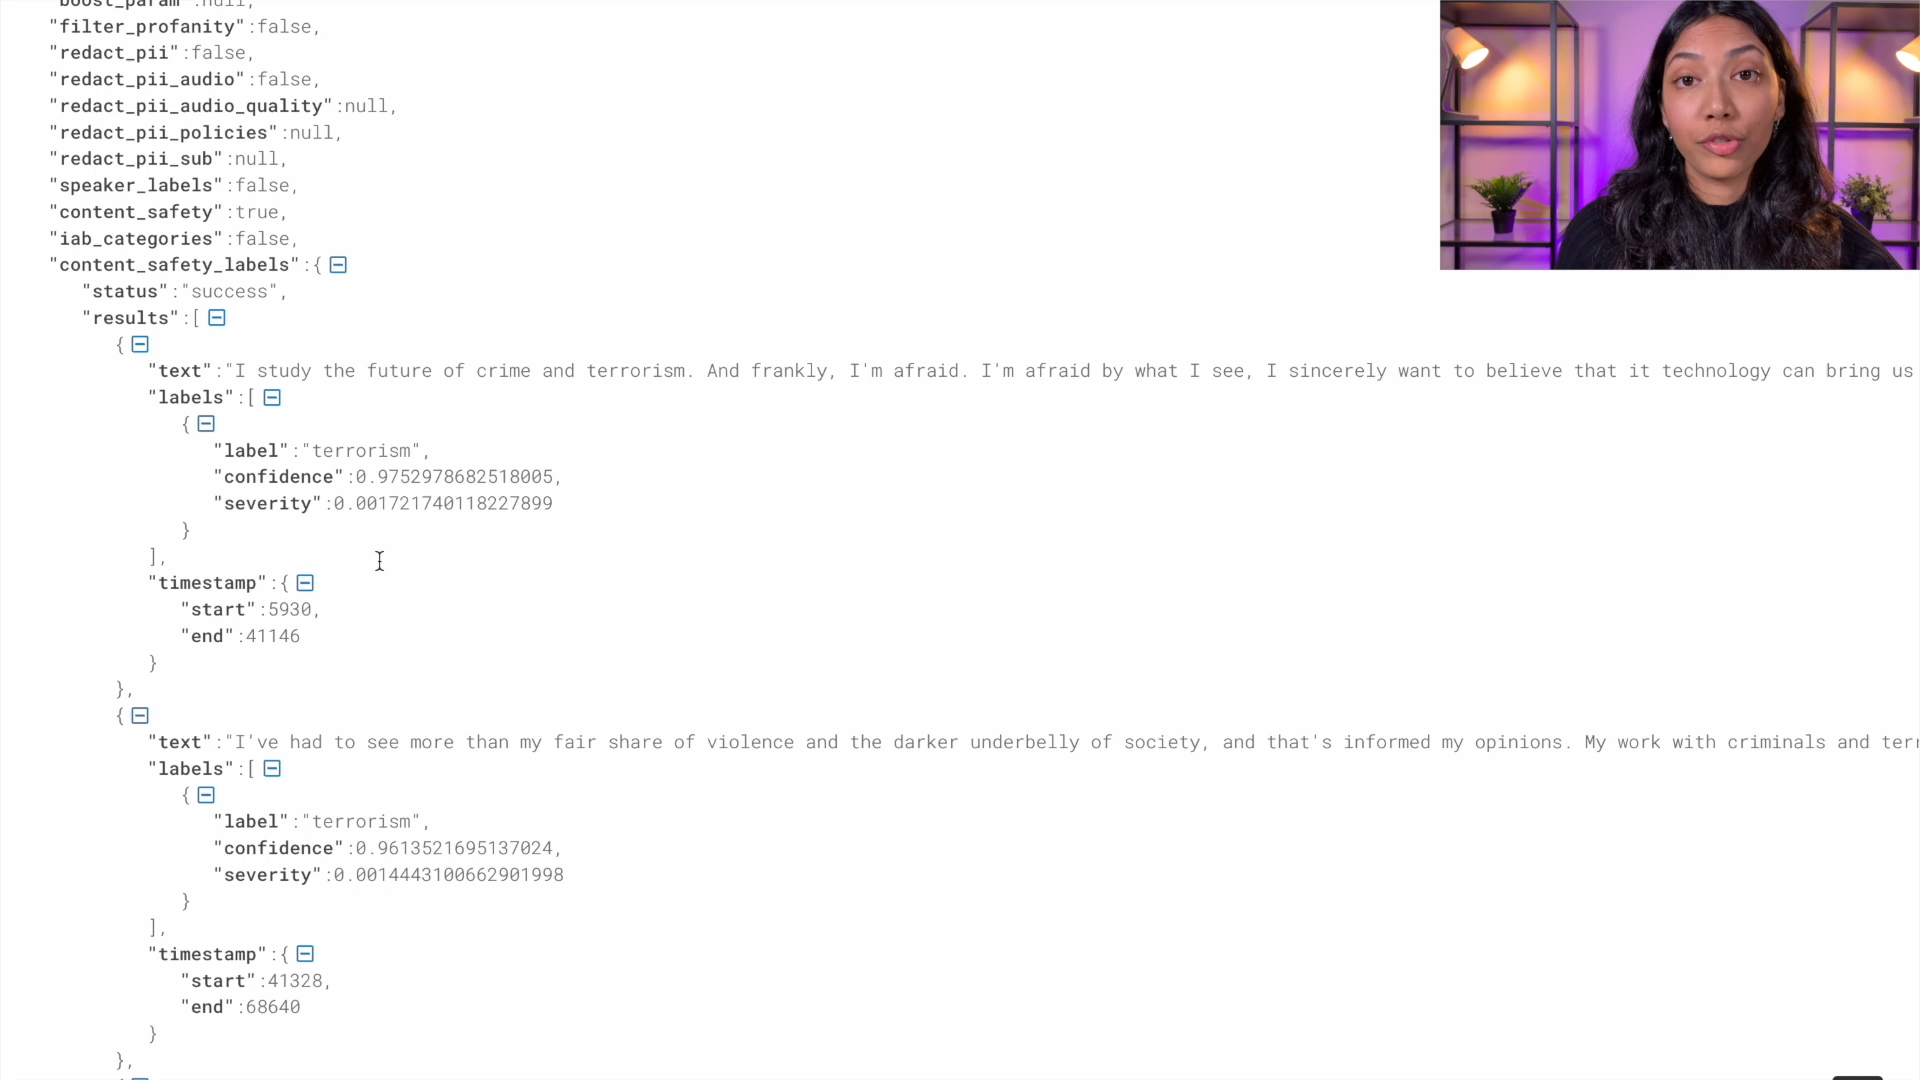 "boost_param":null,
"filter_profanity":false,
"redact_pii":false,
"redact_pii_audio":false,
"redact_pii_audio_quality":null,
"redact_pii_policies":null,
"redact_pii_sub":null,
"speaker_labels":false,
"content_safety":true,
"iab_categories":false,
"content_safety_labels":{
"status":"success",
"results":[
{
"text":"I study the future of crime and terrorism. And frankly, I'm afraid. I'm afraid by what I see, I sincerely want to believe that it technology can bring us
"labels":[
{
"label":"terrorism",
"confidence":0.9752978682518005,
"severity":0.001721740118227899
}
],
"timestamp":{
"start":5930,
"end":41146
}
},
{
"text":"I've had to see more than my fair share of violence and the darker underbelly of society, and that's informed my opinions. My work with criminals and
"labels":[
{
"label":"terrorism",
"confidence":0.9613521695137024,
"severity":0.0014443100662901998
}
],
"timestamp":{
"start":41328,
"end":68640
}
},